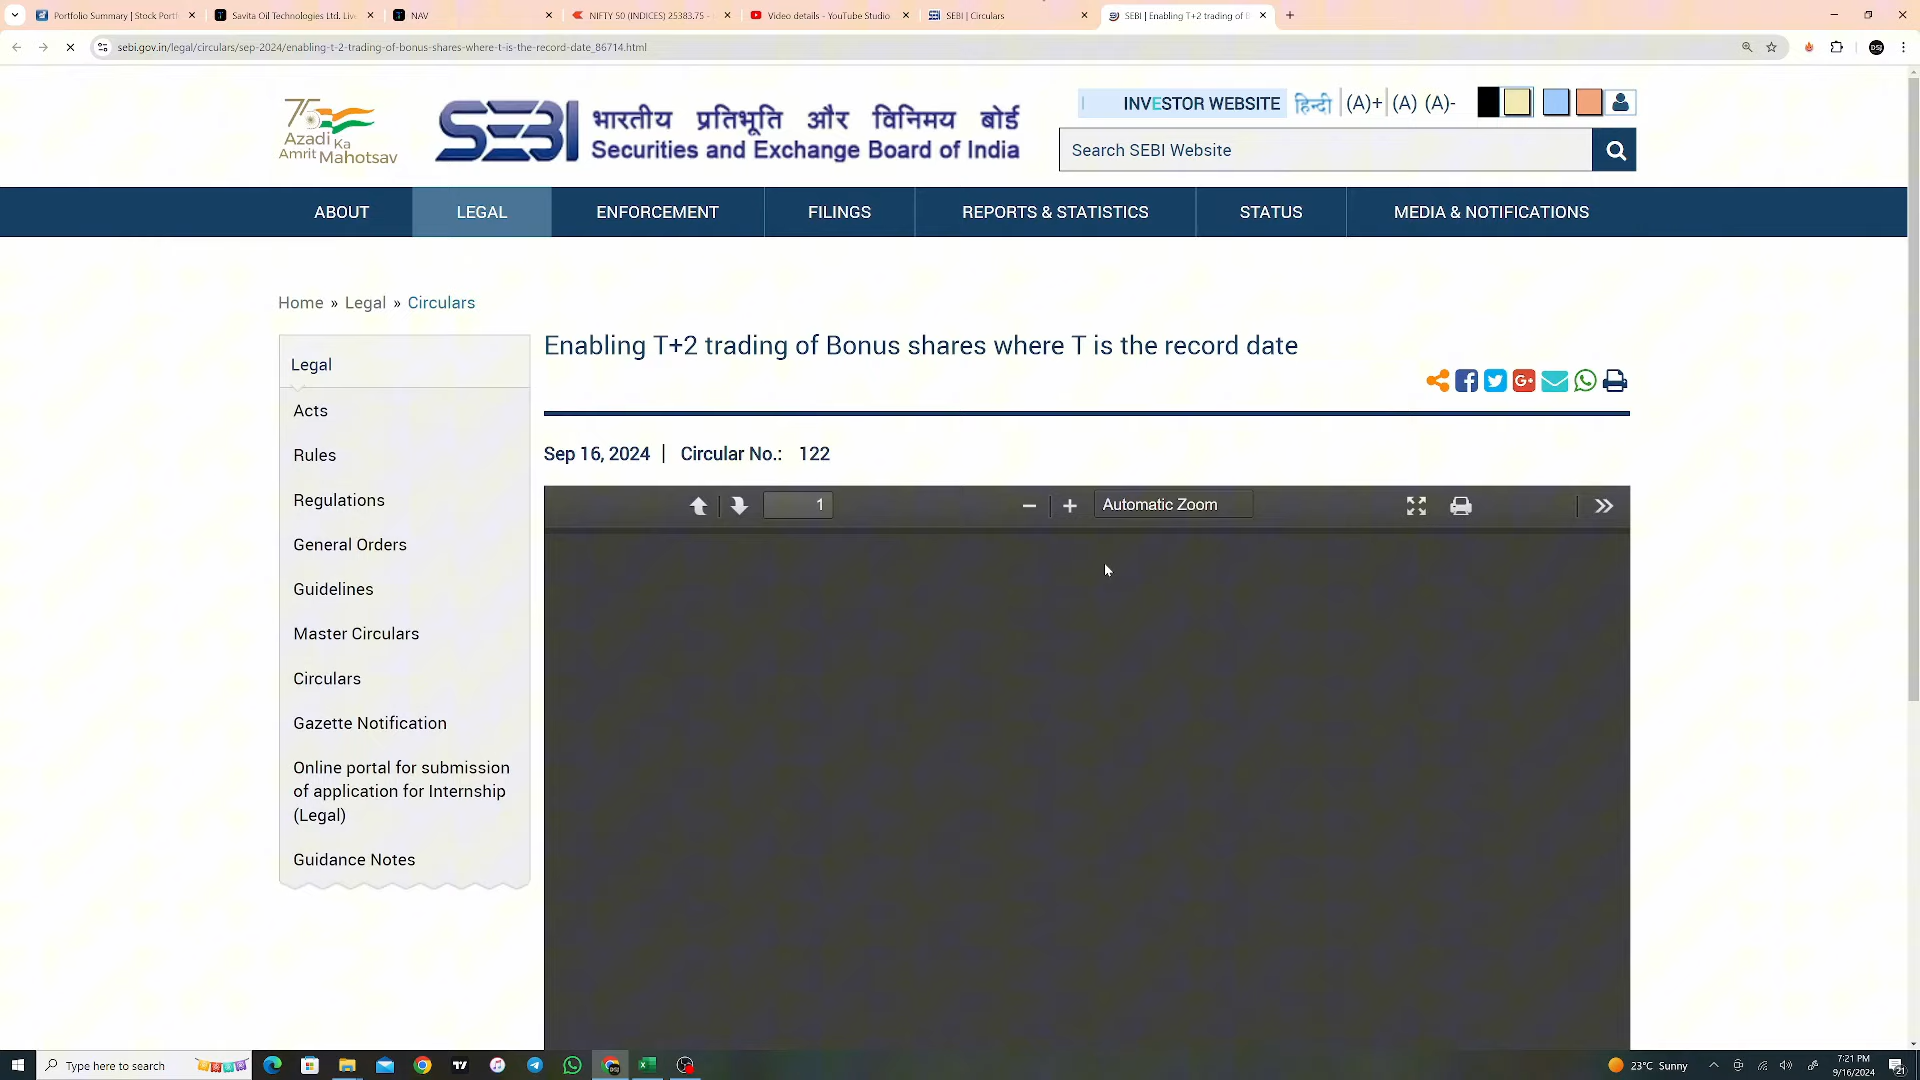 Portfolio Summary | Stock Portf
Savita Oil Technologies Ltd. Live
NAV
NIFTY 50 (INDICES) 25383.75 -
Video details - YouTube Studio
SEBI | Circulars
SEBI | Enabling T+2 trading of B
sebi.gov.in/legal/circulars/sep-2024/enabling-t-2-trading-of-bonus-shares-where-t-is-the-record-date_86714.html
DSJ
75
Azadi Ka
Amrit Mahotsav
SEBI
भारतीय प्रतिभूति और विनिमय बोर्ड
Securities and Exchange Board of India
INVESTOR WEBSITE
हिन्दी
(A)+ (A) (A)-
Search SEBI Website
ABOUT
LEGAL
ENFORCEMENT
FILINGS
REPORTS & STATISTICS
STATUS
MEDIA & NOTIFICATIONS
Home » Legal » Circulars
Legal
Acts
Rules
Regulations
General Orders
Guidelines
Master Circulars
Circulars
Gazette Notification
Online portal for submission
of application for Internship
(Legal)
Guidance Notes
Enabling T+2 trading of Bonus shares where T is the record date
Sep 16, 2024 | Circular No.: 122
1
Automatic Zoom
Type here to search
23°C Sunny
7:21 PM
9/16/2024
21